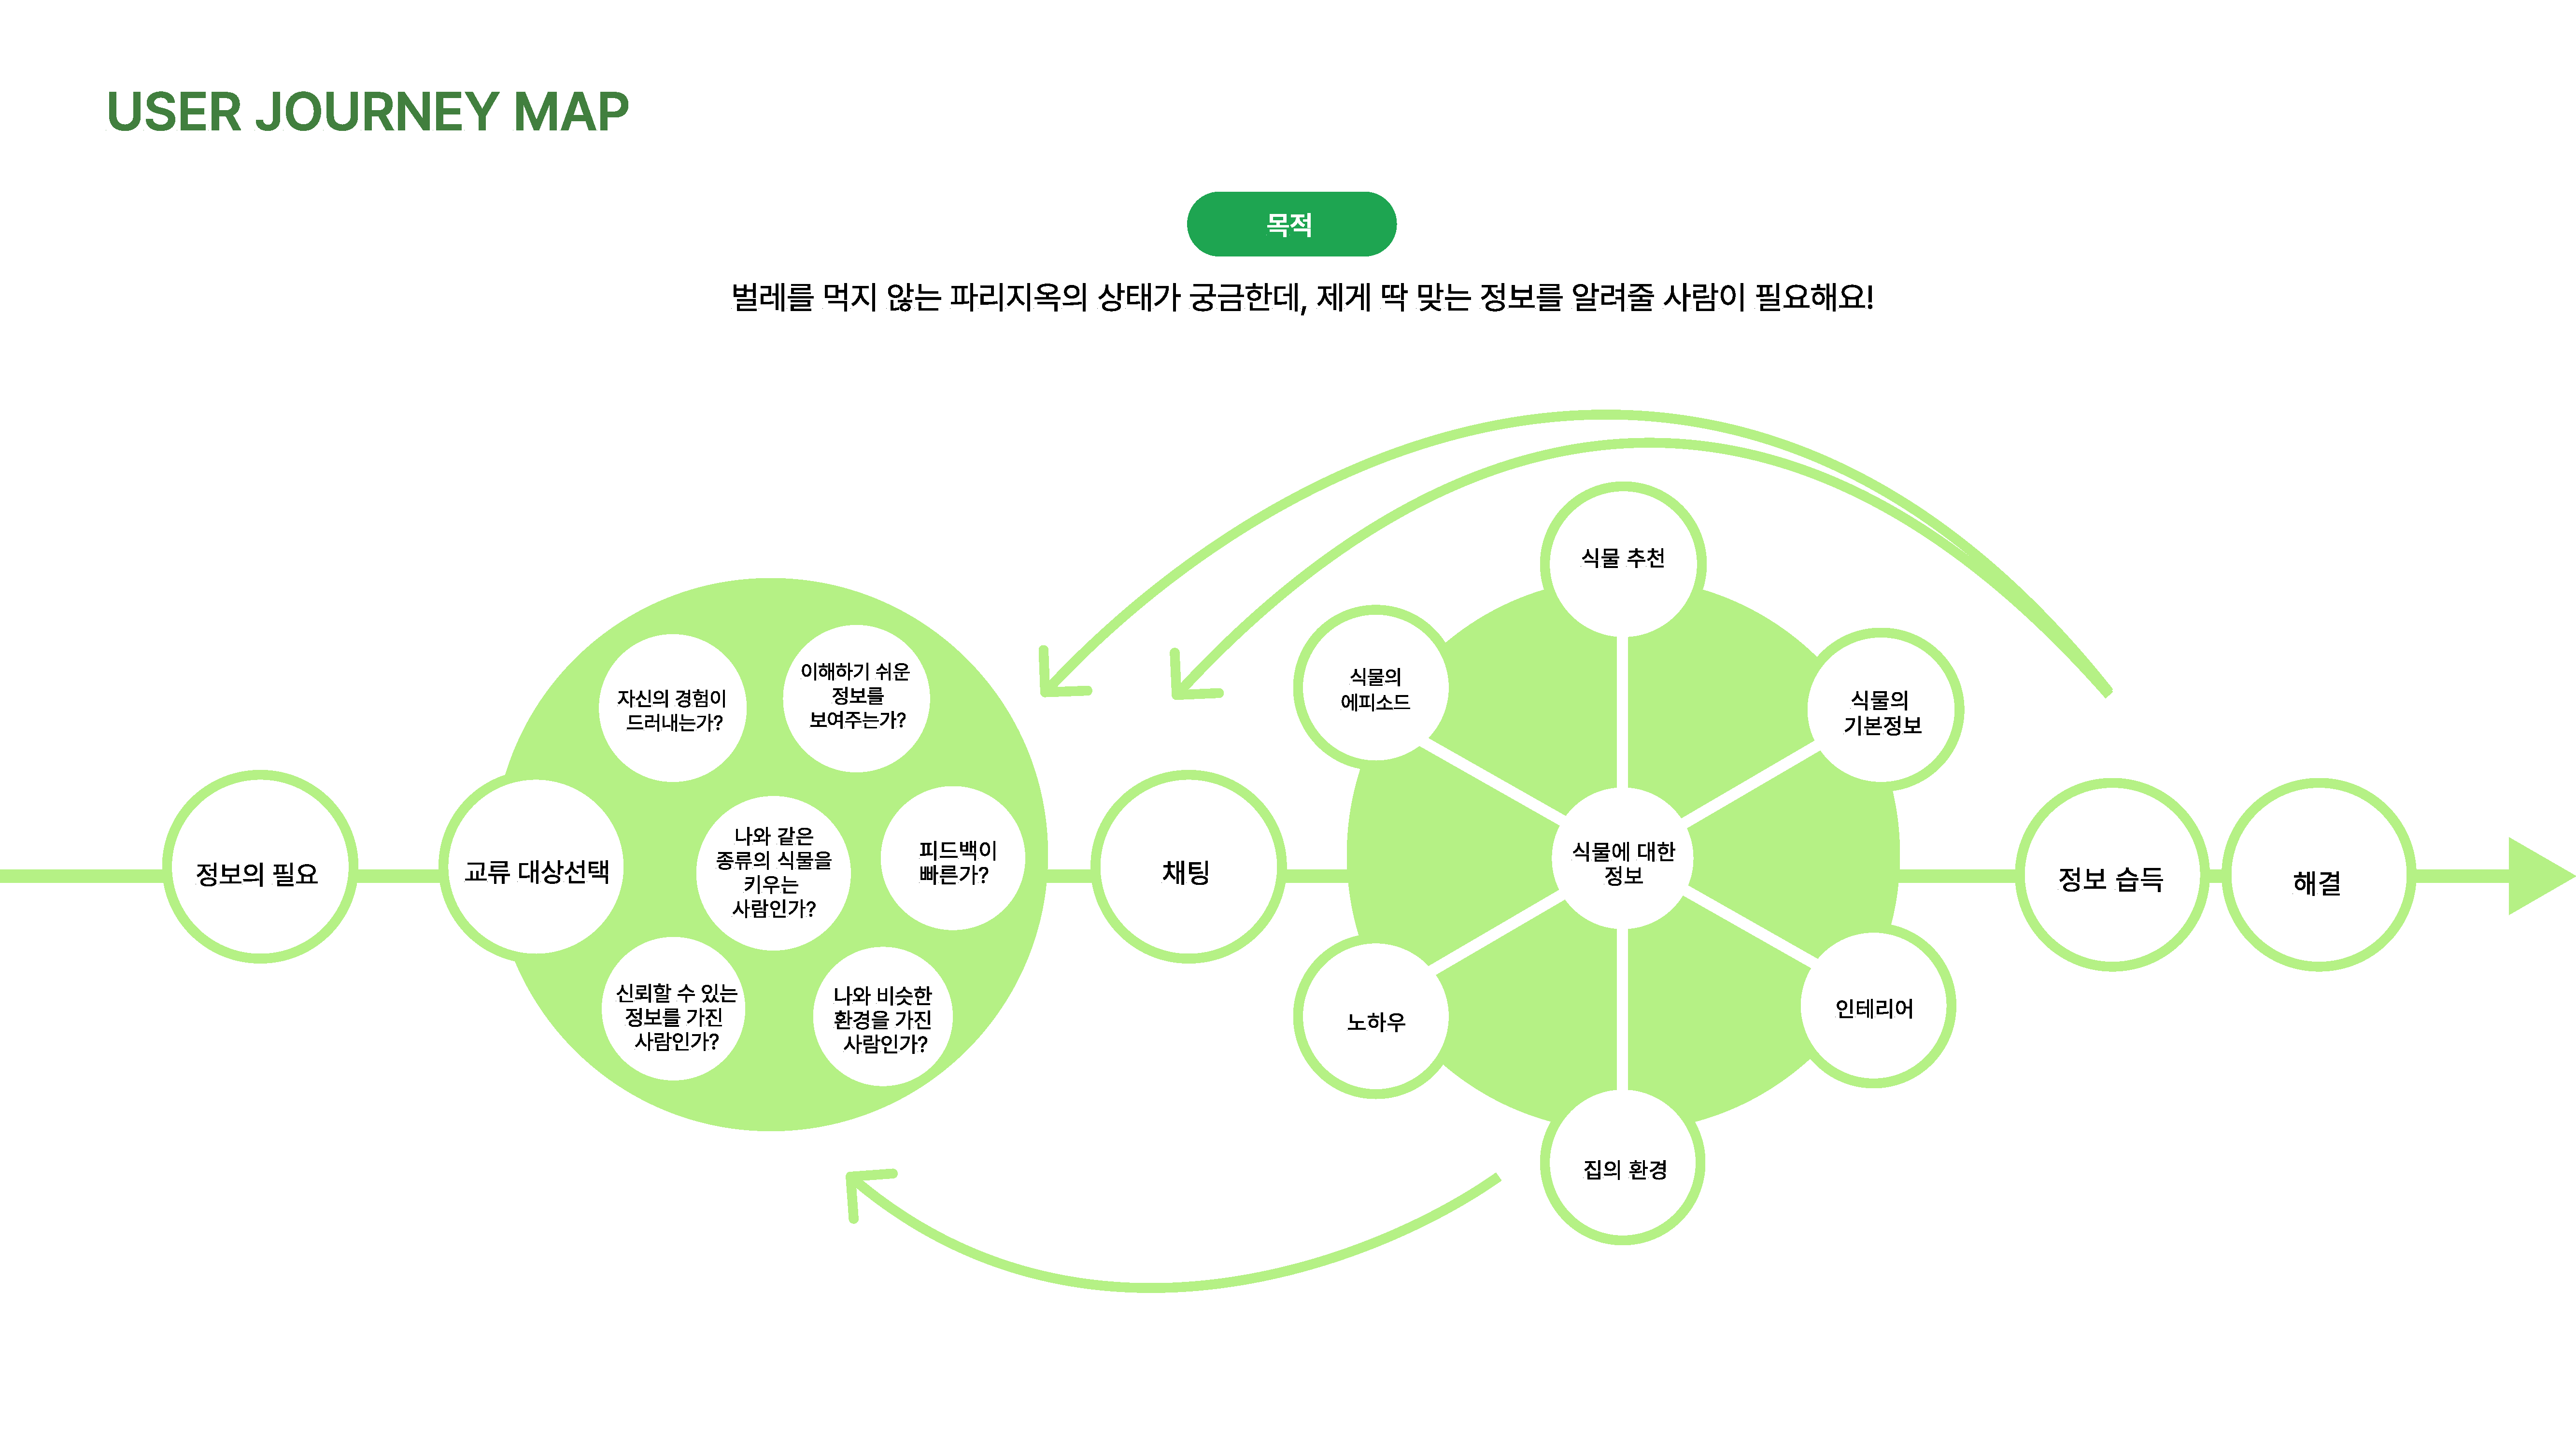 USER JOURNEY MAP
목적
벌레를 먹지 않는 파리지옥의 상태가 궁금한데, 제게 딱 맞는 정보를 알려줄 사람이 필요해요!
정보의 필요
교류 대상선택
자신의 경험이
드러내는가?
이해하기 쉬운
정보를
보여주는가?
나와 같은
종류의 식물을
키우는
사람인가?
피드백이
빠른가?
신뢰할 수 있는
정보를 가진
사람인가?
나와 비슷한
환경을 가진
사람인가?
채팅
식물 추천
식물의
에피소드
식물의
기본정보
식물에 대한
정보
노하우
인테리어
집의 환경
정보 습득
해결